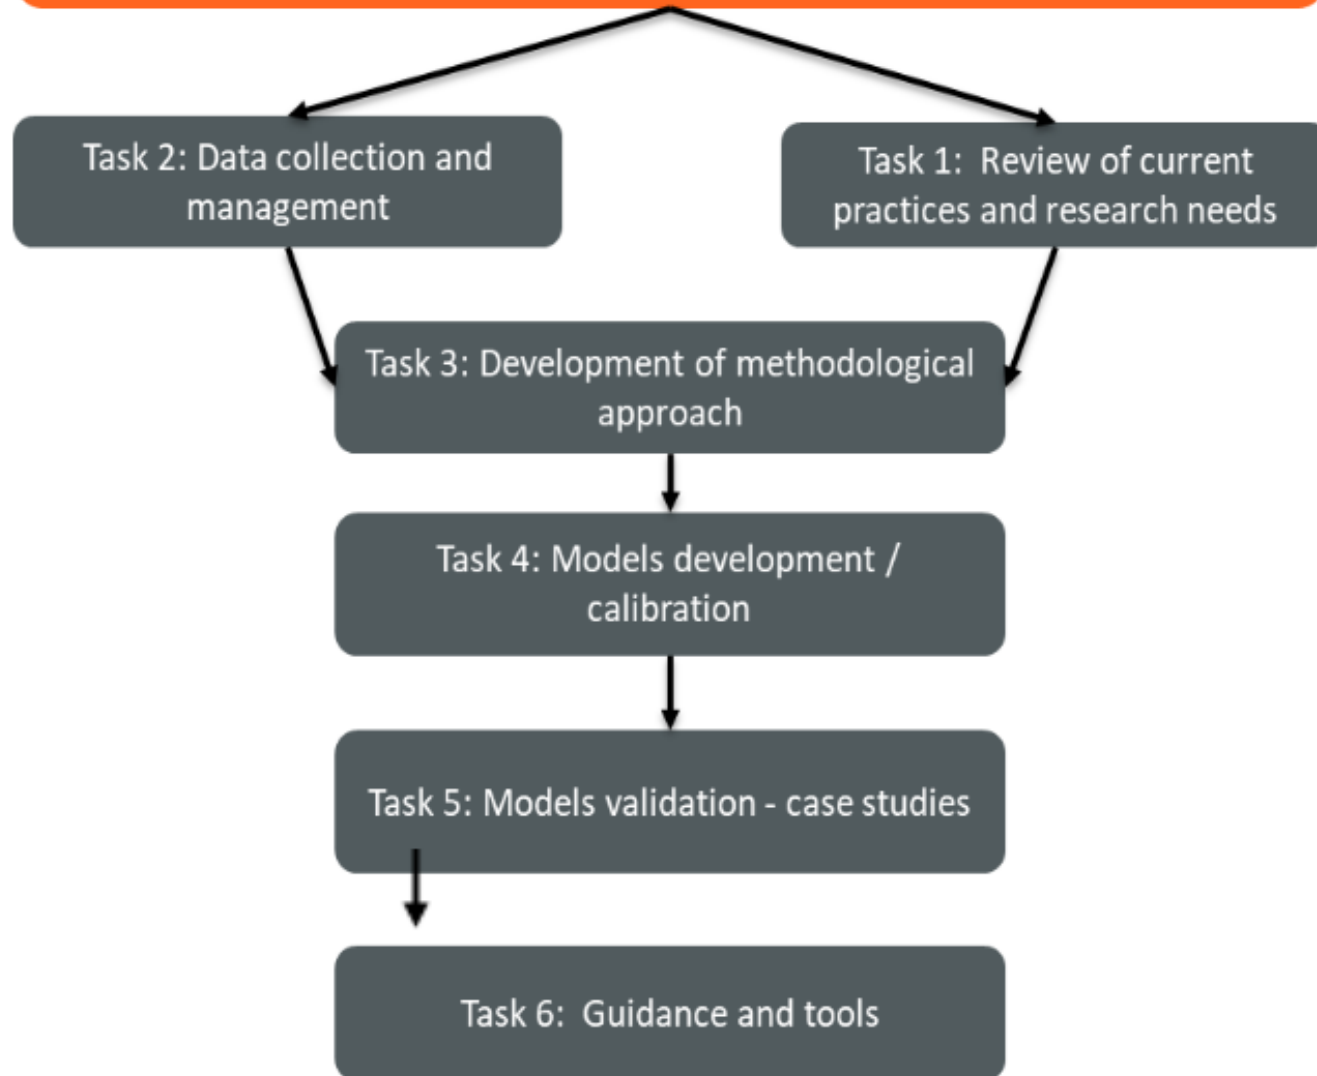 Task 2: Data collection and
management
Task 1:  Review of current
practices and research needs
Task 3: Development of methodological
approach
Task 4: Models development /
calibration
Task 5: Models validation - case studies
Task 6:  Guidance and tools